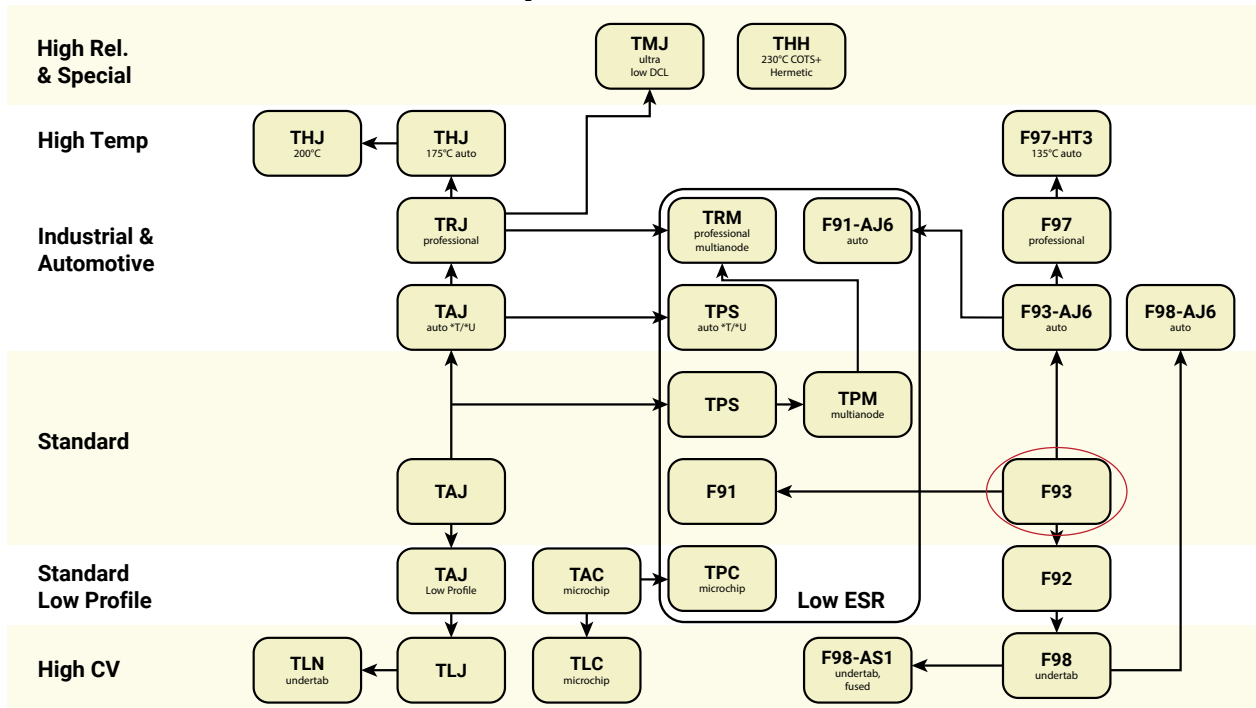 High Rel.
& Special
TMJ
ultra
low DCL
THH
230°C COTS+
Hermetic
High Temp
THJ
200°C
THJ
175°C auto
F97-HT3
135°C auto
Industrial &
Automotive
TRJ
professional
TRM
professional
multianode
F91-AJ6
auto
F97
professional
TAJ
auto *T/*U
TPS
auto *T/*U
F93-AJ6
auto
F98-AJ6
auto
Standard
TPS
TPM
multianode
TAJ
F91
F93
Standard
Low Profile
TAJ
Low Profile
TAC
microchip
TPC
microchip
Low ESR
F92
High CV
TLN
undertab
TLJ
TLC
microchip
F98-AS1
undertab,
fused
F98
undertab